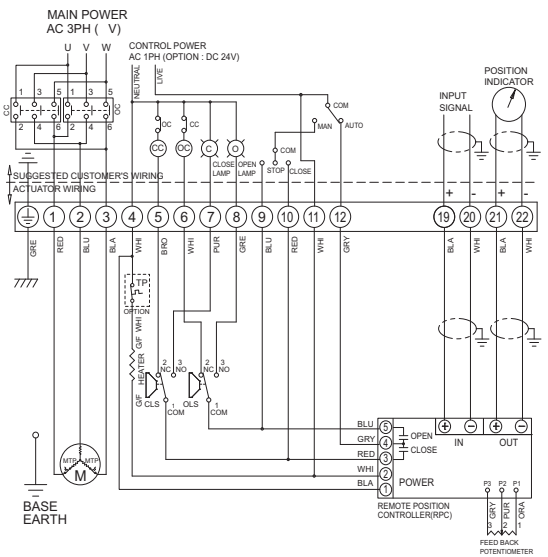 MAIN POWER
AC 3PH ( V)
U V W
CONTROL POWER
AC 1PH (OPTION : DC 24V)
NEUTRAL
LIVE
POSITION
INDICATOR
INPUT
SIGNAL
1 3 5 1 3 5
CC
OC
2 4 6 2 4 6
OC CC
COM
MAN AUTO
CC OC C O
COM
CLOSE OPEN
LAMP LAMP
STOP CLOSE
SUGGESTED CUSTOMER'S WIRING
ACTUATOR WIRING
+ - + -
1 2 3 4 5 6 7 8 9 10 11 12 19 20 21 22
GRE RED BLU BLA WHI BRO WHI PUR GRE BLU RED WHI GRY BLA WHI BLA WHI
TP
OPTION
G/F WHI
HEATER
G/F
2 3
NC NO
2 3
NC NO
CLS
1
COM
OLS
1
COM
BLU 5
GRY 4 OPEN
RED 3 CLOSE
WHI 2
BLA 1 POWER
+ - + -
IN OUT
REMOTE POSITION
CONTROLLER(RPC)
P3 P2 P1
GRY PUR ORA
3 2 1
FEED BACK
POTENTIOMETER
MTP MTP
M
BASE
EARTH